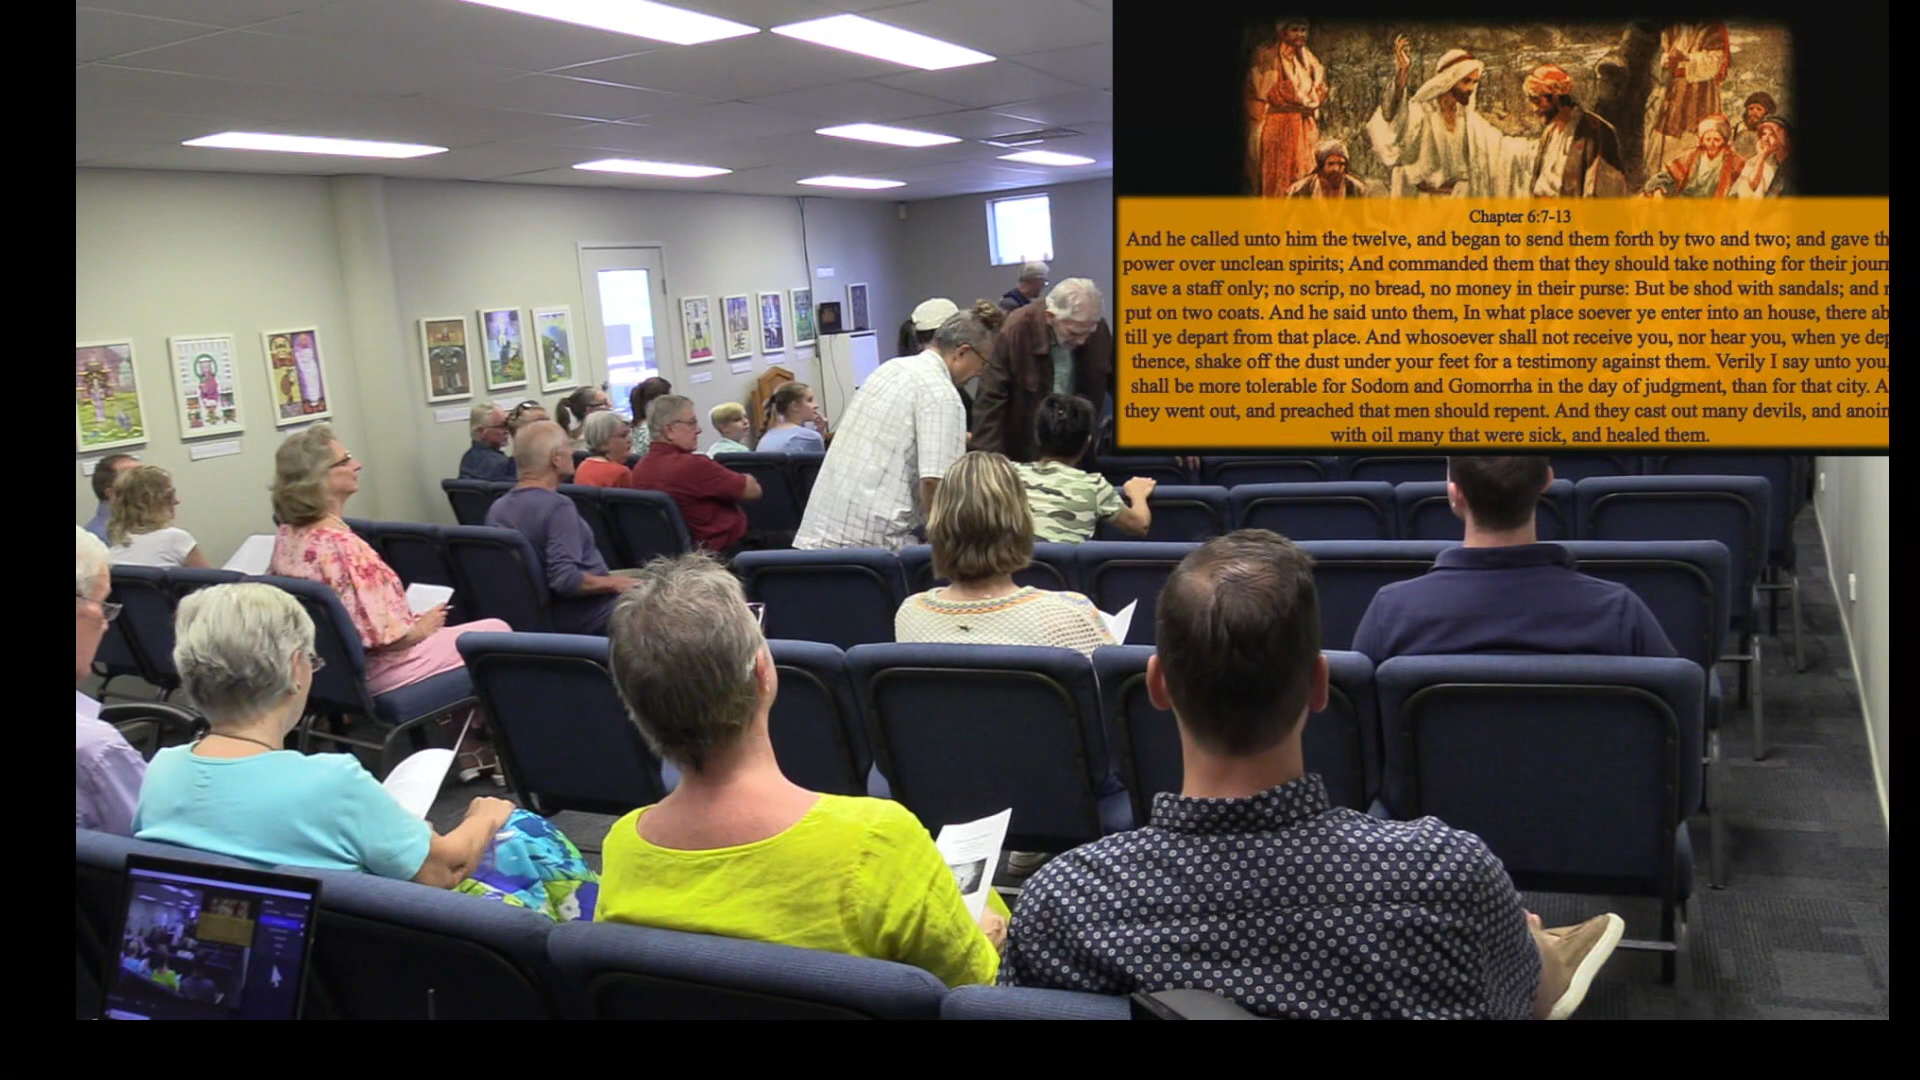 Chapter 6:7-13
And he called unto him the twelve, and began to send them forth by two and two; and gave th
power over unclean spirits; And commanded them that they should take nothing for their jour
save a staff only; no scrip, no bread, no money in their purse: But be shod with sandals; and
put on two coats. And he said unto them, In what place soever ye enter into an house, there ab
till ye depart from that place. And whosoever shall not receive you, nor hear you, when ye dep
thence, shake off the dust under your feet for a testimony against them. Verily I say unto you,
shall be more tolerable for Sodom and Gomorrha in the day of judgment, than for that city. A
they went out, and preached that men should repent. And they cast out many devils, and anoin
with oil many that were sick, and healed them.